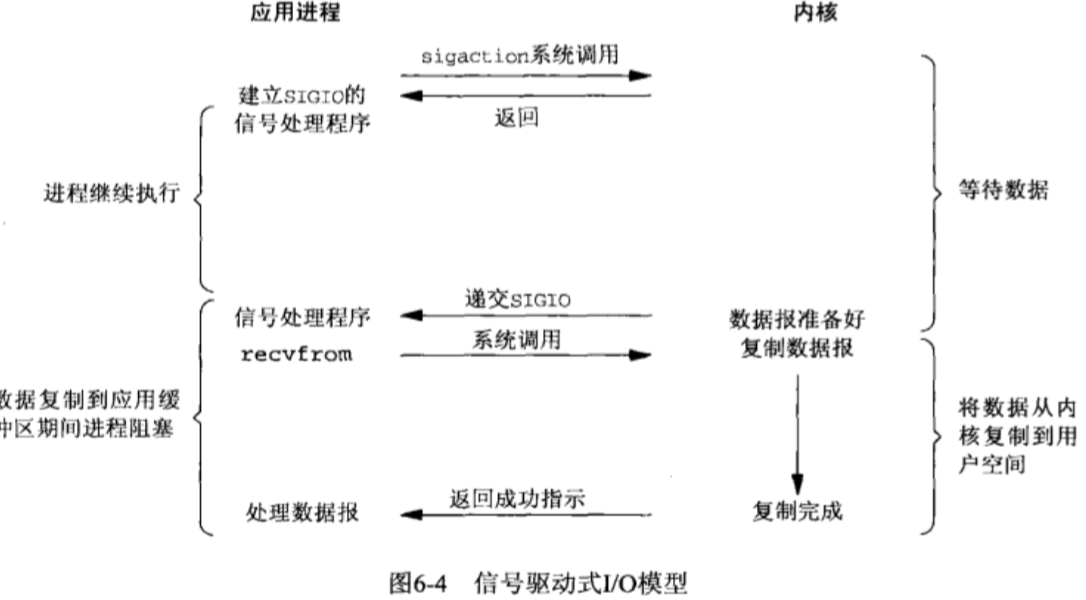 应用进程
内核
sigaction系统调用
建立SIGIO的
信号处理程序
返回
进程继续执行
等待数据
递交SIGIO
信号处理程序
数据报准备好
系统调用
recvfrom
复制数据报
数据复制到应用缓
冲区期间进程阻塞
将数据从内
核复制到用
户空间
返回成功指示
处理数据报
复制完成
图6-4 信号驱动式I/O模型